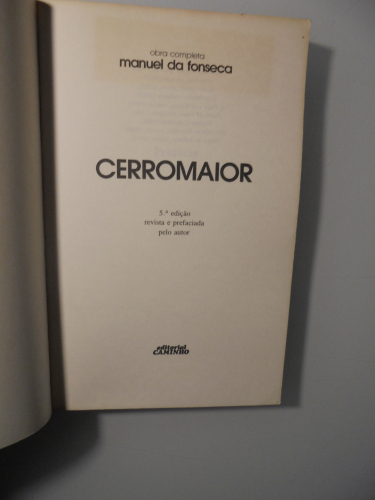 obra completa
manuel da fonseca
CERROMAIOR
5.ª edição
revista e prefaciada
pelo autor
editorial
CAMINHO